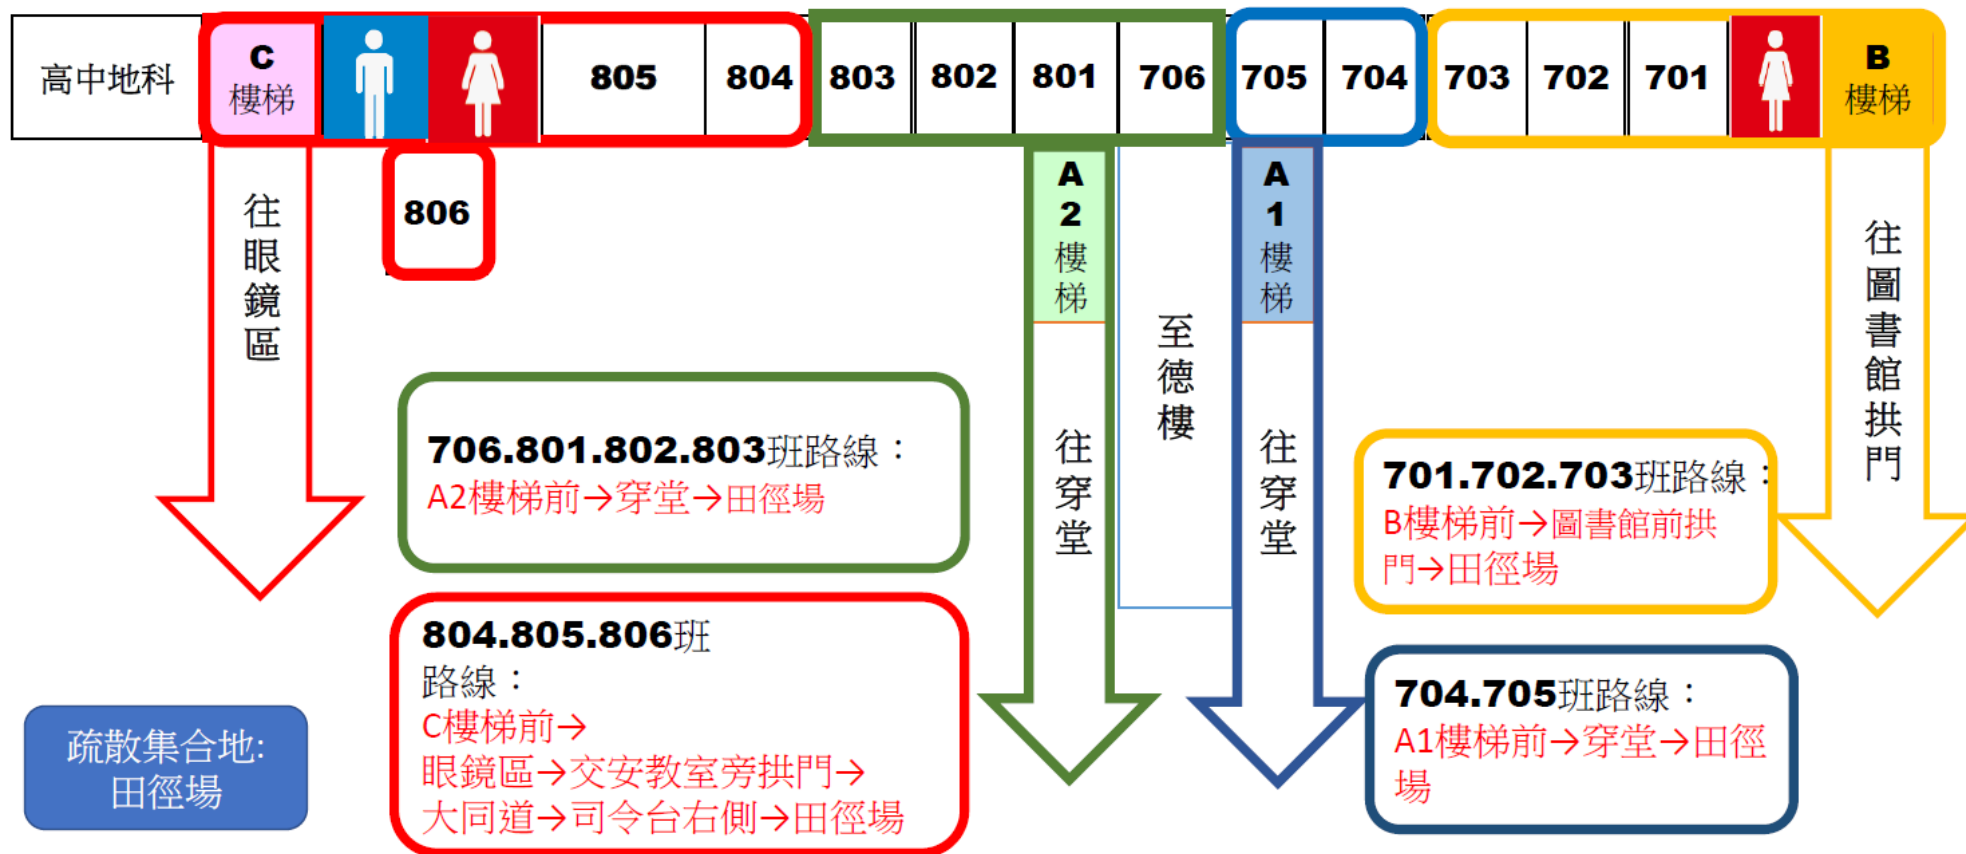 高中地科
C
樓梯
805
804
803
802
801
706
705
704
703
702
701
B
樓梯
806
往眼鏡區
A
2
樓
梯
往穿堂
至德樓
A
1
樓
梯
往穿堂
往圖書館拱門
706.801.802.803班路線：
A2樓梯前→穿堂→田徑場
701.702.703班路線：
B樓梯前→圖書館前拱
門→田徑場
804.805.806班
路線：
C樓梯前→
眼鏡區→交安教室旁拱門→
大同道→司令台右側→田徑場
704.705班路線：
A1樓梯前→穿堂→田徑
場
疏散集合地:
田徑場